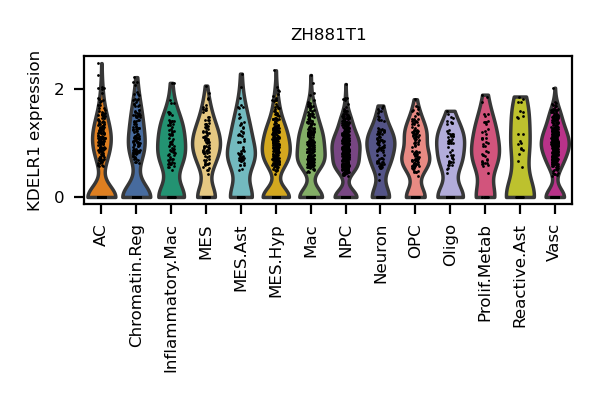 ZH881T1
KDELR1 expression
2
0
AC
Chromatin.Reg
Inflammatory.Mac
MES
MES.Ast
MES.Hyp
Mac
NPC
Neuron
OPC
Oligo
Prolif.Metab
Reactive.Ast
Vasc